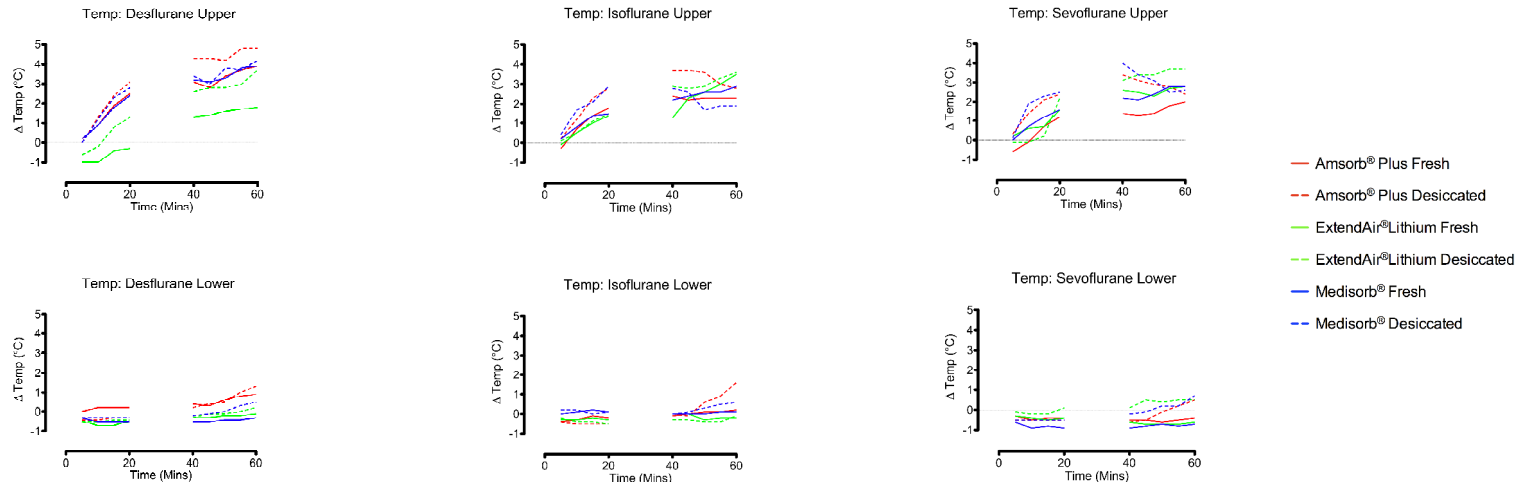 Temp: Desflurane Upper
Δ Temp (°C)
5
4
3
2
1
0
-1
0
20
40
60
Time (Mins)
Temp: Isoflurane Upper
Δ Temp (°C)
5
4
3
2
1
0
-1
0
20
40
60
Time (Mins)
Temp: Sevoflurane Upper
Δ Temp (°C)
5
4
3
2
1
0
-1
0
20
40
60
Time (Mins)
Amsorb® Plus Fresh
Amsorb® Plus Desiccated
ExtendAir®Lithium Fresh
ExtendAir®Lithium Desiccated
Medisorb® Fresh
Medisorb® Desiccated
Temp: Desflurane Lower
Δ Temp (°C)
5
4
3
2
1
0
-1
0
20
40
60
Time (Mins)
Temp: Isoflurane Lower
Δ Temp (°C)
5
4
3
2
1
0
-1
0
20
40
60
Time (Mins)
Temp: Sevoflurane Lower
Δ Temp (°C)
5
4
3
2
1
0
-1
0
20
40
60
Time (Mins)